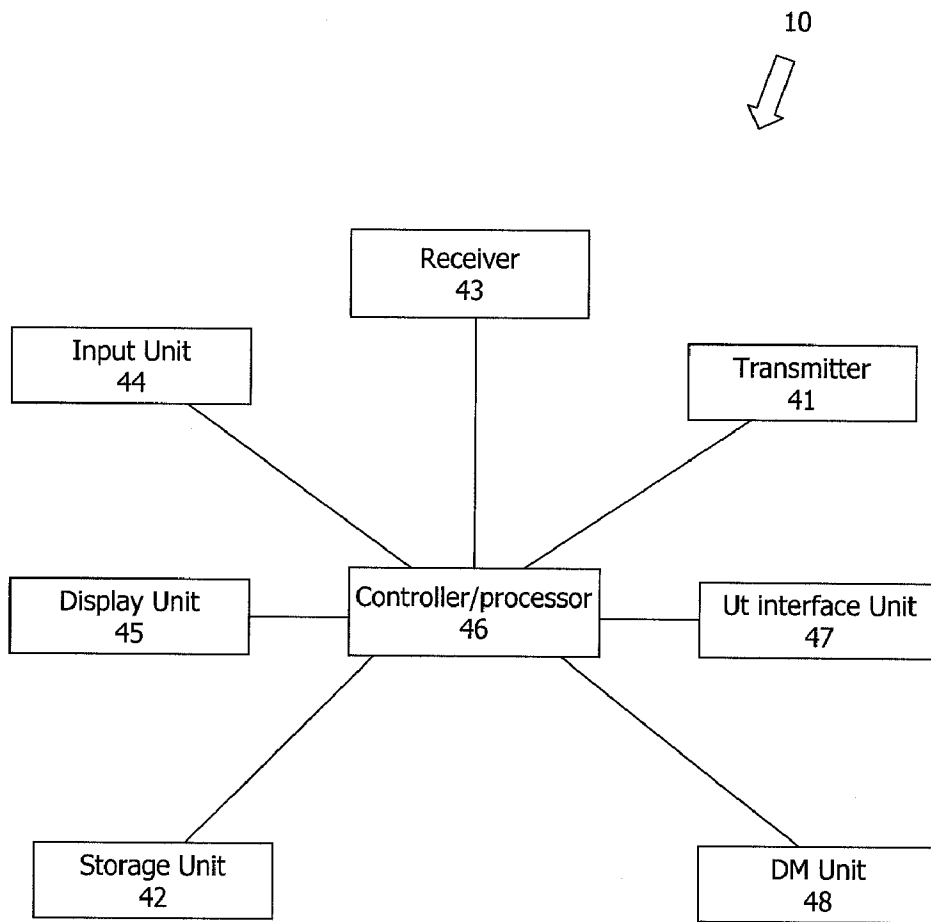 10
Receiver
43
Input Unit
44
Transmitter
41
Display Unit
45
Controller/processor
46
Ut interface Unit
47
Storage Unit
42
DM Unit
48